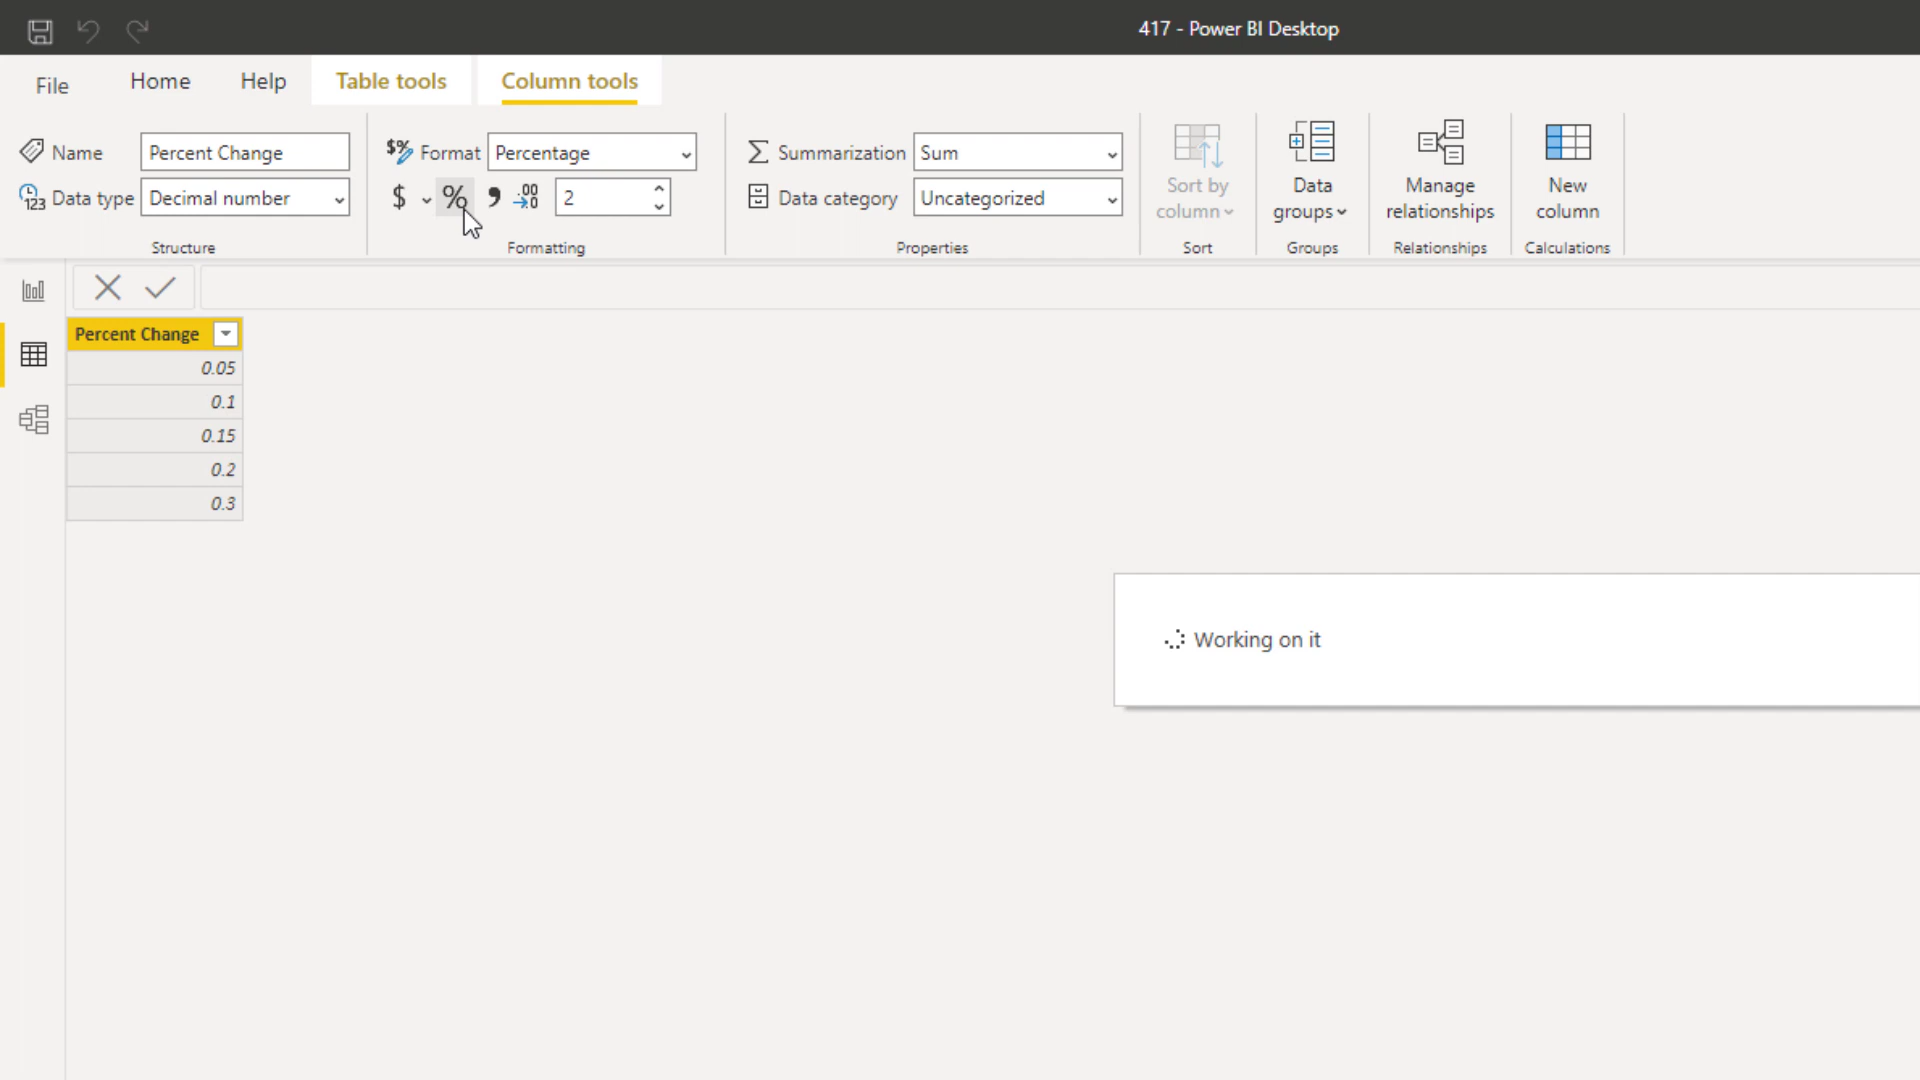 417 - Power BI Desktop
File Home Help Table tools Column tools
Name Percent Change Format Percentage Summarization Sum
Data type Decimal number $ % 9 .00 →.0 2 Data category Uncategorized
Sort by column
Data groups
Manage relationships
New column
Structure Formatting Properties Sort Groups Relationships Calculations
Percent Change
0.05
0.1
0.15
0.2
0.3
Working on it